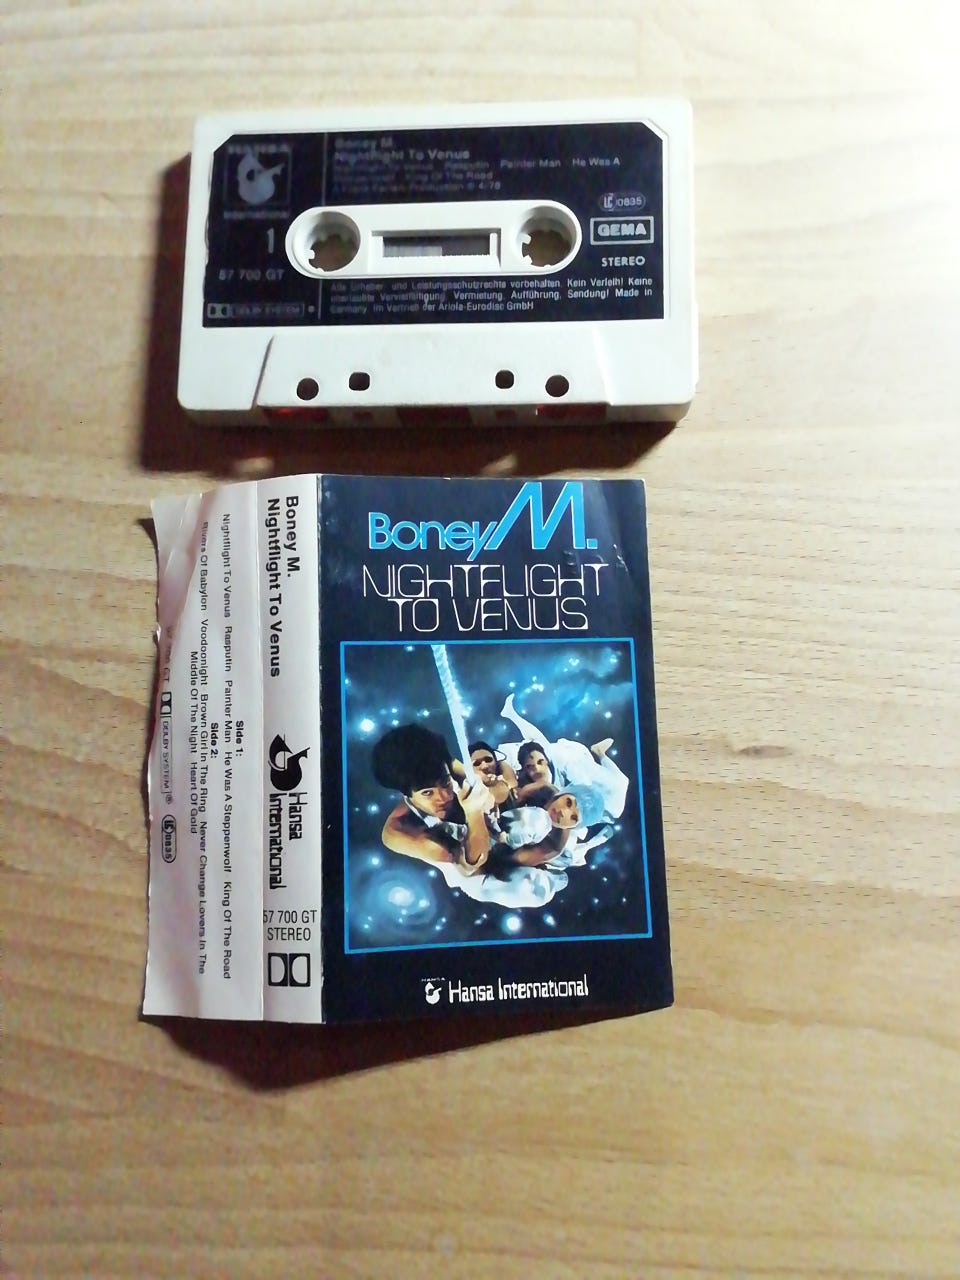 HANSA
International
1
57 700 GT
DOLBY SYSTEM ®
Boney M.
Nightflight To Venus
Nightflight To Venus Rasputin Painter Man He Was A
Steppenwolf King Of The Road
A Frank Farian Production ℗ 4/78
LC 0835
GEMA
STEREO
Alle Urheber- und Leistungsschutzrechte vorbehalten. Kein Verleih! Keine
unerlaubte Vervielfältigung, Vermietung, Aufführung, Sendung! Made in
Germany. Im Vertrieb der Ariola-Eurodisc GmbH
Boney M.
NIGHTFLIGHT
TO VENUS
HANSA
Hansa International
Boney M.
Nightflight To Venus
Hansa
International
57 700 GT
STEREO
Side 1:
Nightflight To Venus Rasputin Painter Man He Was A Steppenwolf King Of The Road
Side 2:
Rivers Of Babylon Voodoonight Brown Girl In The Ring Never Change Lovers In The
Middle Of The Night Heart Of Gold
GT DOLBY SYSTEM ® LC 0835